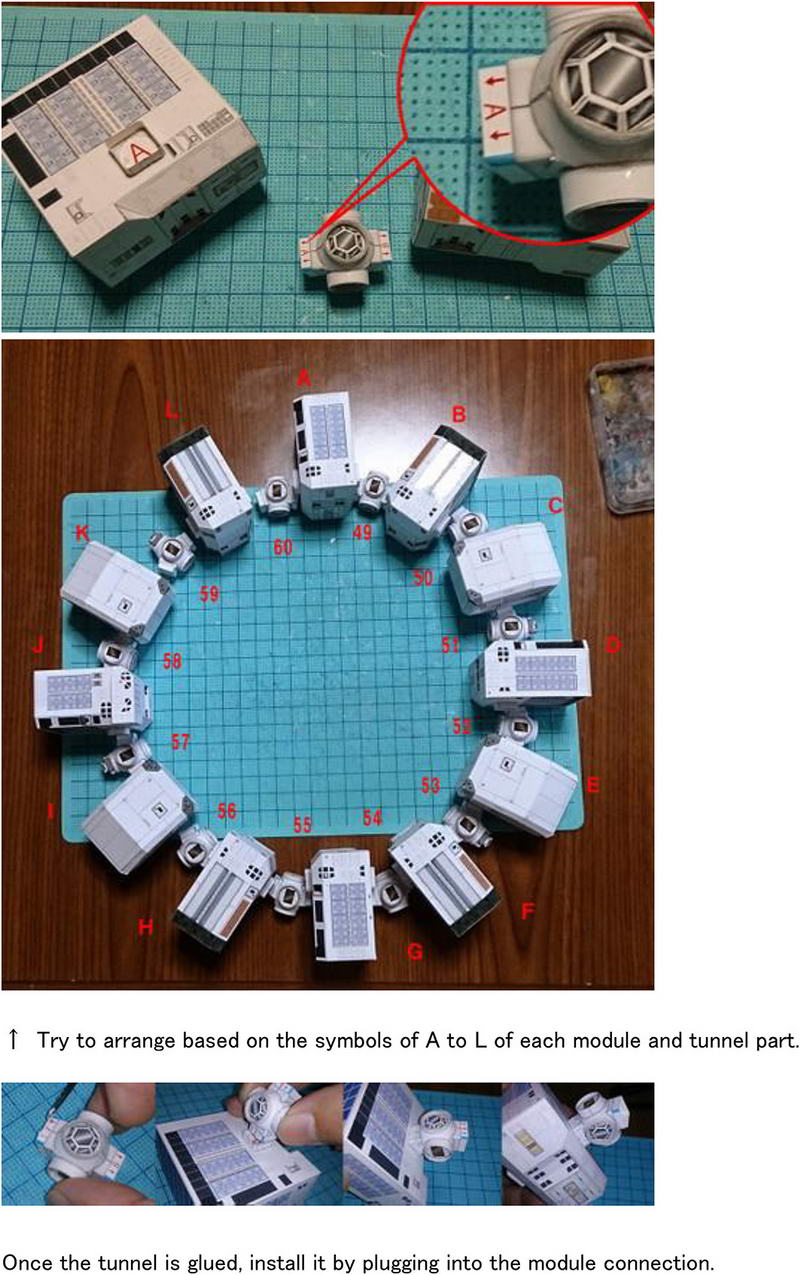 A
← A ←
A
L
B
C
K
60
49
50
59
51
J
58
D
52
57
53
E
I
56
55
54
F
H
G
↑ Try to arrange based on the symbols of A to L of each module and tunnel part.
Once the tunnel is glued, install it by plugging into the module connection.